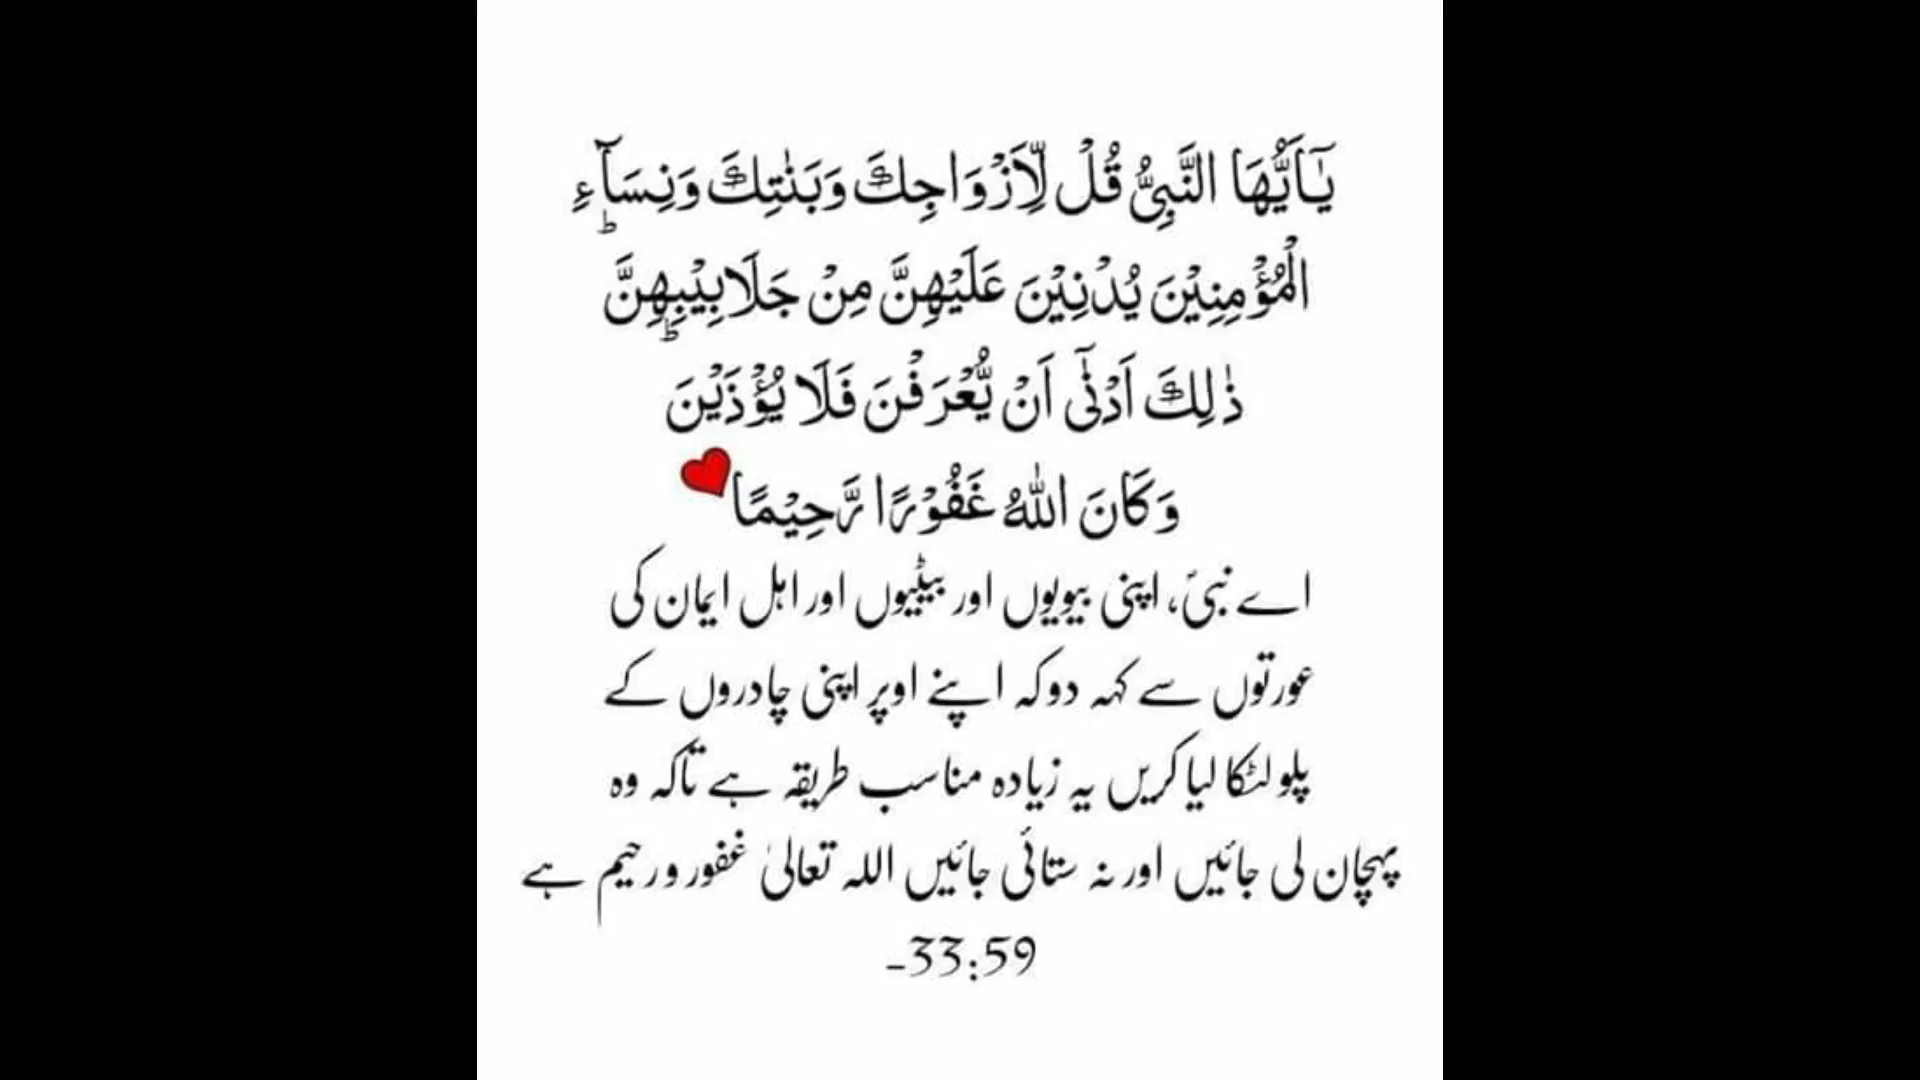 يٰۤاَيُّهَا النَّبِىُّ قُلْ لِّاَزْوَاجِكَ وَبَنٰتِكَ وَنِسَآءِ
الْمُؤْمِنِيْنَ يُدْنِيْنَ عَلَيْهِنَّ مِنْ جَلَابِيْبِهِنَّ ؕ
ذٰلِكَ اَدْنٰٓى اَنْ يُّعْرَفْنَ فَلَا يُؤْذَيْنَ ؕ
وَكَانَ اللّٰهُ غَفُوْرًا رَّحِيْمًا
اے نبیؐ، اپنی بیویوں اور بیٹیوں اور اہل ایمان کی
عورتوں سے کہہ دو کہ اپنے اوپر اپنی چادروں کے
پلو لٹکا لیا کریں یہ زیادہ مناسب طریقہ ہے تاکہ وہ
پہچان لی جائیں اور نہ ستائی جائیں اللہ تعالیٰ غفور و رحیم ہے
33:59-